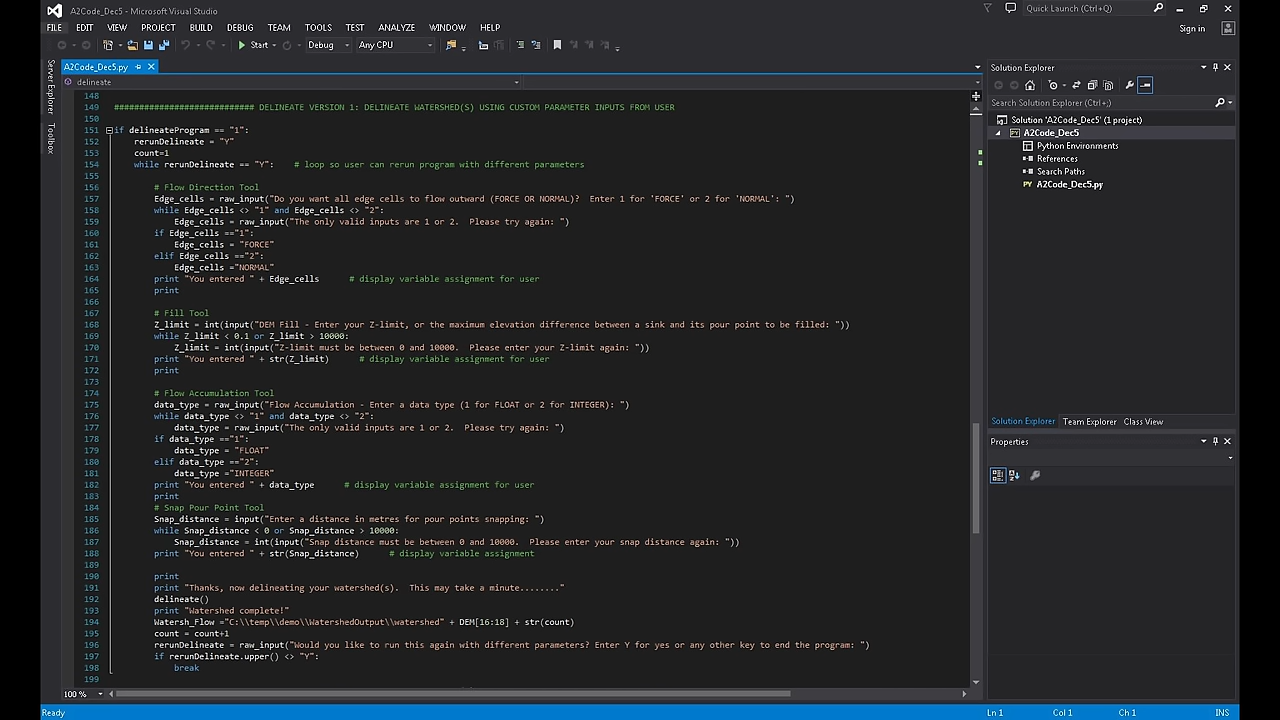 A2Code_Dec5 - Microsoft Visual Studio
Quick Launch (Ctrl+Q)
FILE EDIT VIEW PROJECT BUILD DEBUG TEAM TOOLS TEST ANALYZE WINDOW HELP
Sign in
Start Debug Any CPU
Server Explorer
Toolbox
A2Code_Dec5.py
delineate
148
149 ############################ DELINEATE VERSION 1: DELINEATE WATERSHED(S) USING CUSTOM PARAMETER INPUTS FROM USER
150
151 if delineateProgram == "1":
152 rerunDelineate = "Y"
153 count=1
154 while rerunDelineate == "Y": # loop so user can rerun program with different parameters
155
156 # Flow Direction Tool
157 Edge_cells = raw_input("Do you want all edge cells to flow outward (FORCE OR NORMAL)? Enter 1 for 'FORCE' or 2 for 'NORMAL': ")
158 while Edge_cells <> "1" and Edge_cells <> "2":
159 Edge_cells = raw_input("The only valid inputs are 1 or 2. Please try again: ")
160 if Edge_cells =="1":
161 Edge_cells = "FORCE"
162 elif Edge_cells =="2":
163 Edge_cells ="NORMAL"
164 print "You entered " + Edge_cells # display variable assignment for user
165 print
166
167 # Fill Tool
168 Z_limit = int(input("DEM Fill - Enter your Z-limit, or the maximum elevation difference between a sink and its pour point to be filled: "))
169 while Z_limit < 0.1 or Z_limit > 10000:
170 Z_limit = int(input("Z-limit must be between 0 and 10000. Please enter your Z-limit again: "))
171 print "You entered " + str(Z_limit) # display variable assignment for user
172 print
173
174 # Flow Accumulation Tool
175 data_type = raw_input("Flow Accumulation - Enter a data type (1 for FLOAT or 2 for INTEGER): ")
176 while data_type <> "1" and data_type <> "2":
177 data_type = raw_input("The only valid inputs are 1 or 2. Please try again: ")
178 if data_type =="1":
179 data_type = "FLOAT"
180 elif data_type =="2":
181 data_type ="INTEGER"
182 print "You entered " + data_type # display variable assignment for user
183 print
184 # Snap Pour Point Tool
185 Snap_distance = input("Enter a distance in metres for pour points snapping: ")
186 while Snap_distance < 0 or Snap_distance > 10000:
187 Snap_distance = int(input("Snap distance must be between 0 and 10000. Please enter your snap distance again: "))
188 print "You entered " + str(Snap_distance) # display variable assignment
189
190 print
191 print "Thanks, now delineating your watershed(s). This may take a minute........"
192 delineate()
193 print "Watershed complete!"
194 Watersh_Flow ="C:\\temp\\demo\\WatershedOutput\\watershed" + DEM[16:18] + str(count)
195 count = count+1
196 rerunDelineate = raw_input("Would you like to run this again with different parameters? Enter Y for yes or any other key to end the program: ")
197 if rerunDelineate.upper() <> "Y":
198 break
199
100 %
Solution Explorer
Search Solution Explorer (Ctrl+;)
Solution 'A2Code_Dec5' (1 project)
A2Code_Dec5
Python Environments
References
Search Paths
PY A2Code_Dec5.py
Solution Explorer Team Explorer Class View
Properties
Ready Ln 1 Col 1 Ch 1 INS